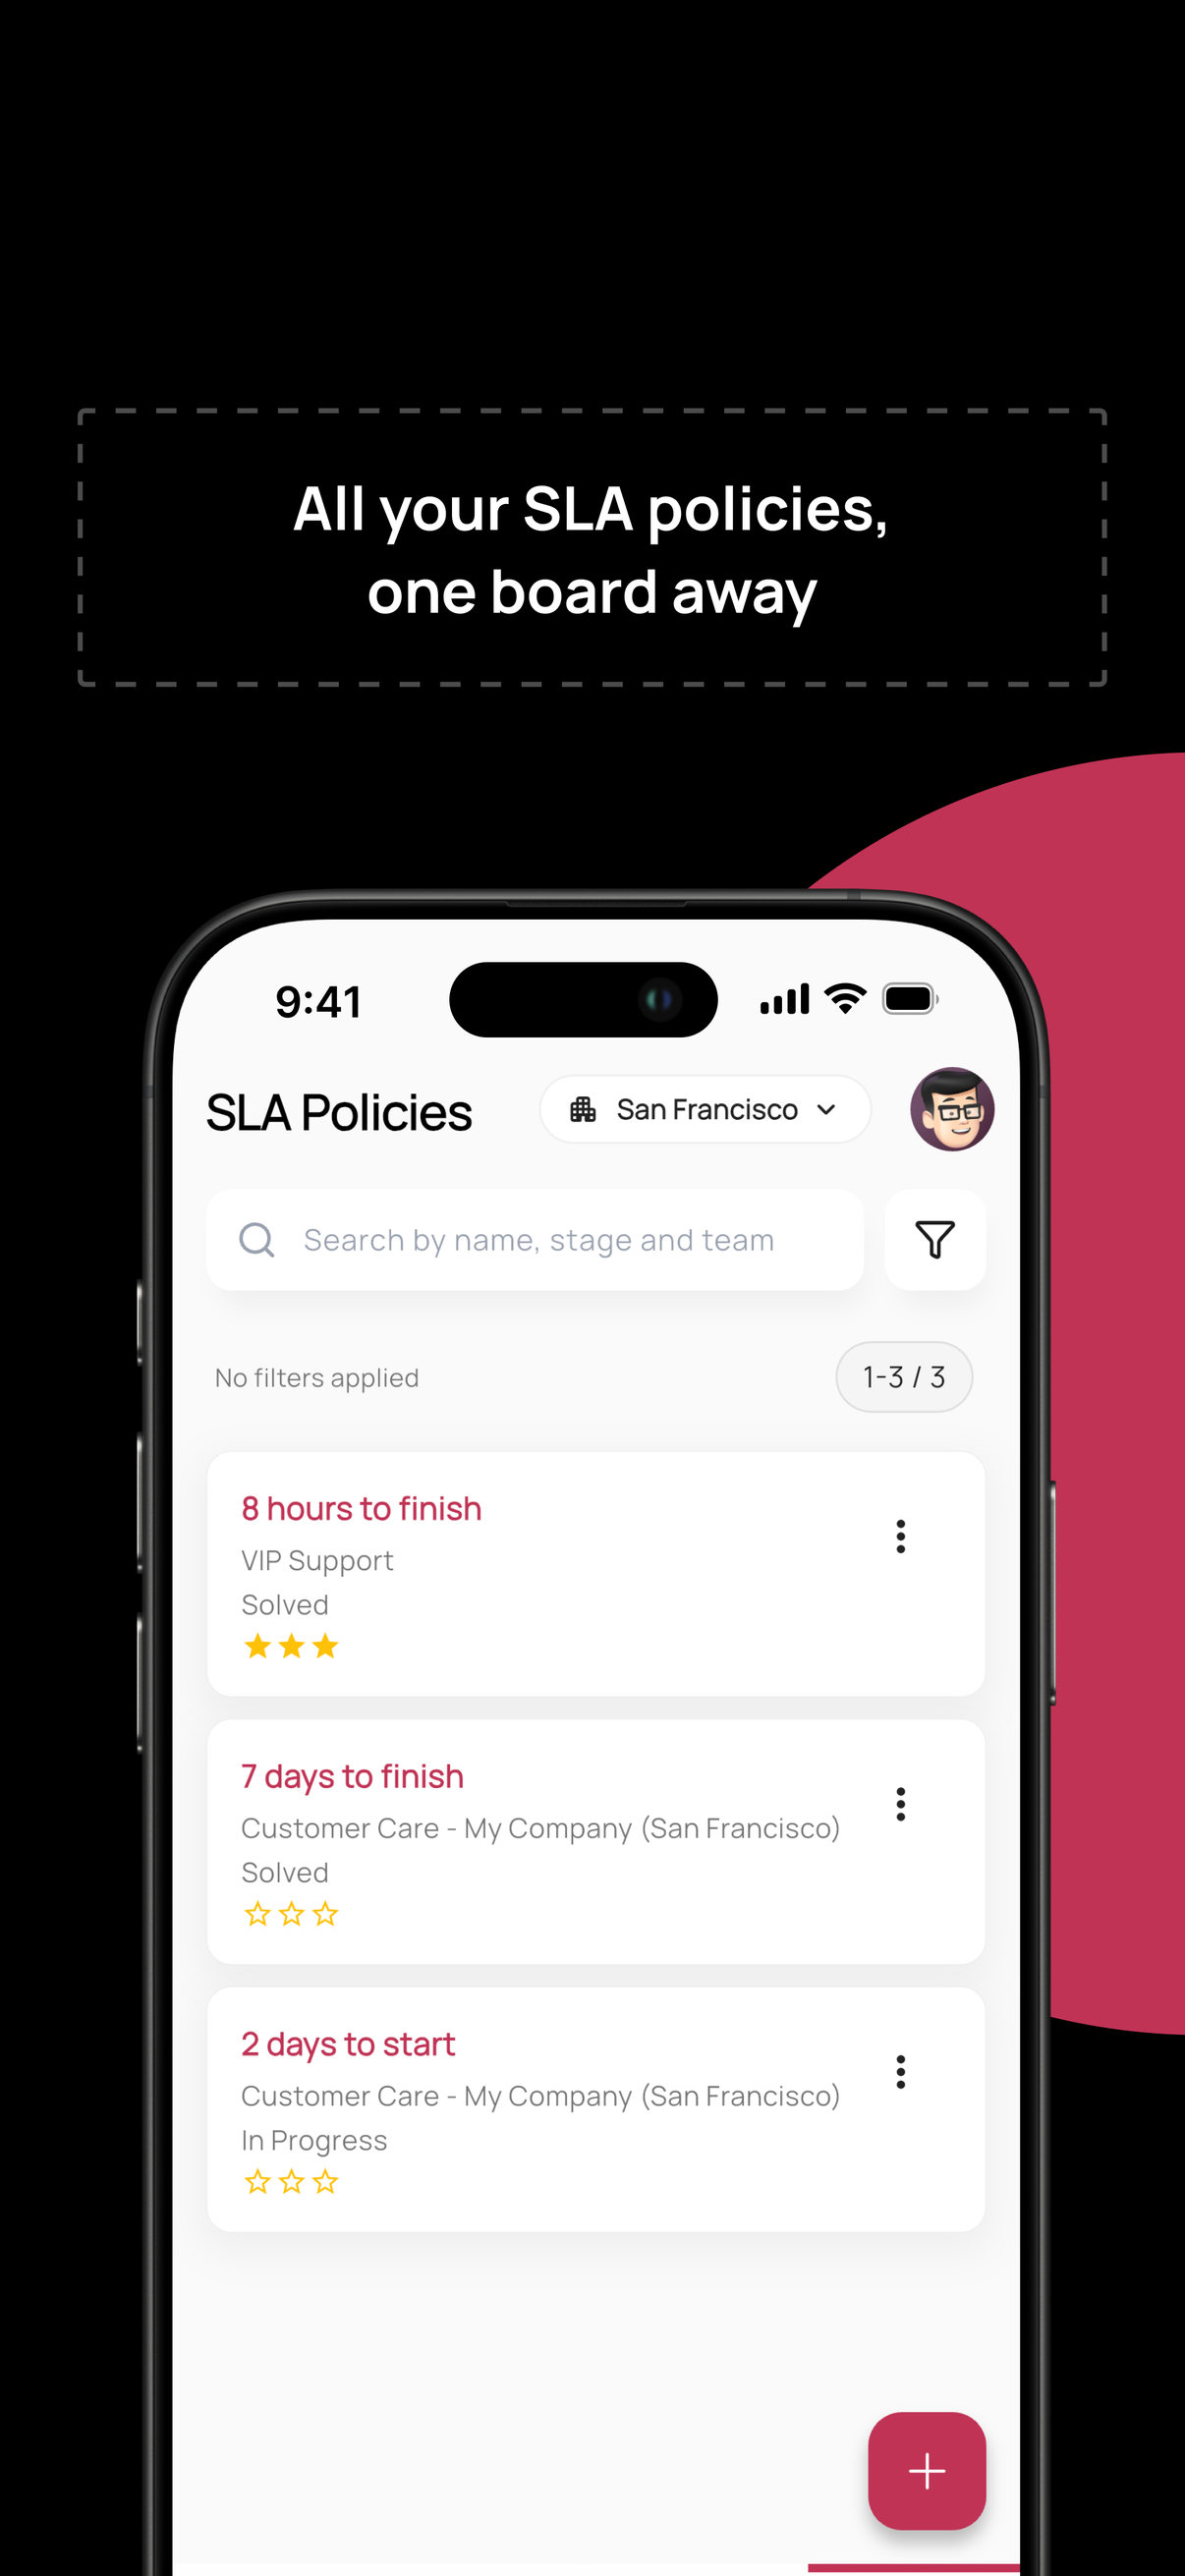 All your SLA policies,
one board away
9:41
SLA Policies
San Francisco
Search by name, stage and team
No filters applied
1-3 / 3
8 hours to finish
VIP Support
Solved
7 days to finish
Customer Care - My Company (San Francisco)
Solved
2 days to start
Customer Care - My Company (San Francisco)
In Progress